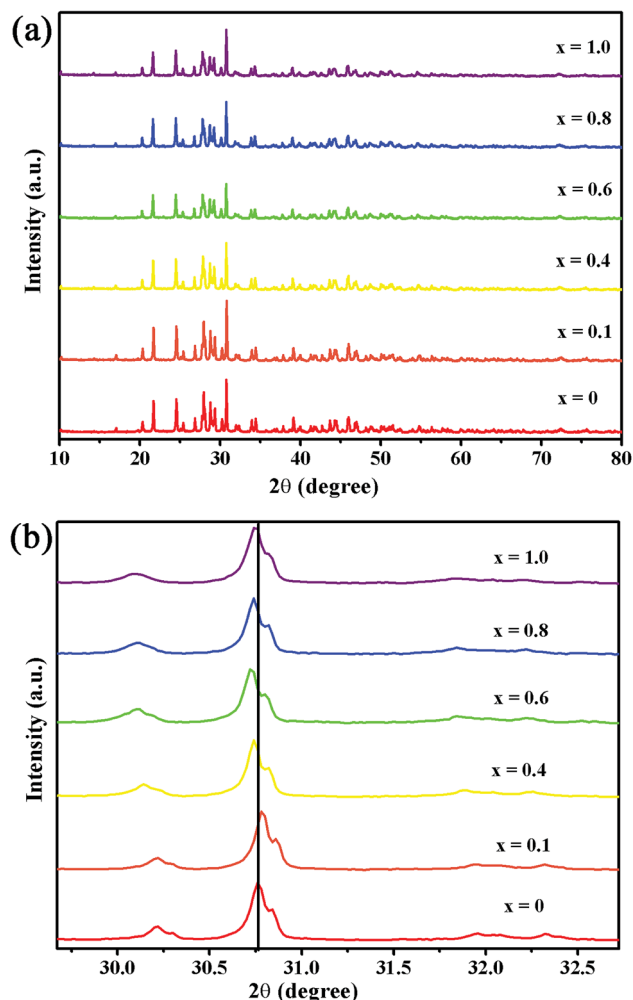 (a)
x = 1.0
x = 0.8
x = 0.6
x = 0.4
x = 0.1
x = 0
Intensity (a.u.)
10 20 30 40 50 60 70 80
2θ (degree)
(b)
x = 1.0
x = 0.8
x = 0.6
x = 0.4
x = 0.1
x = 0
Intensity (a.u.)
30.0 30.5 31.0 31.5 32.0 32.5
2θ (degree)